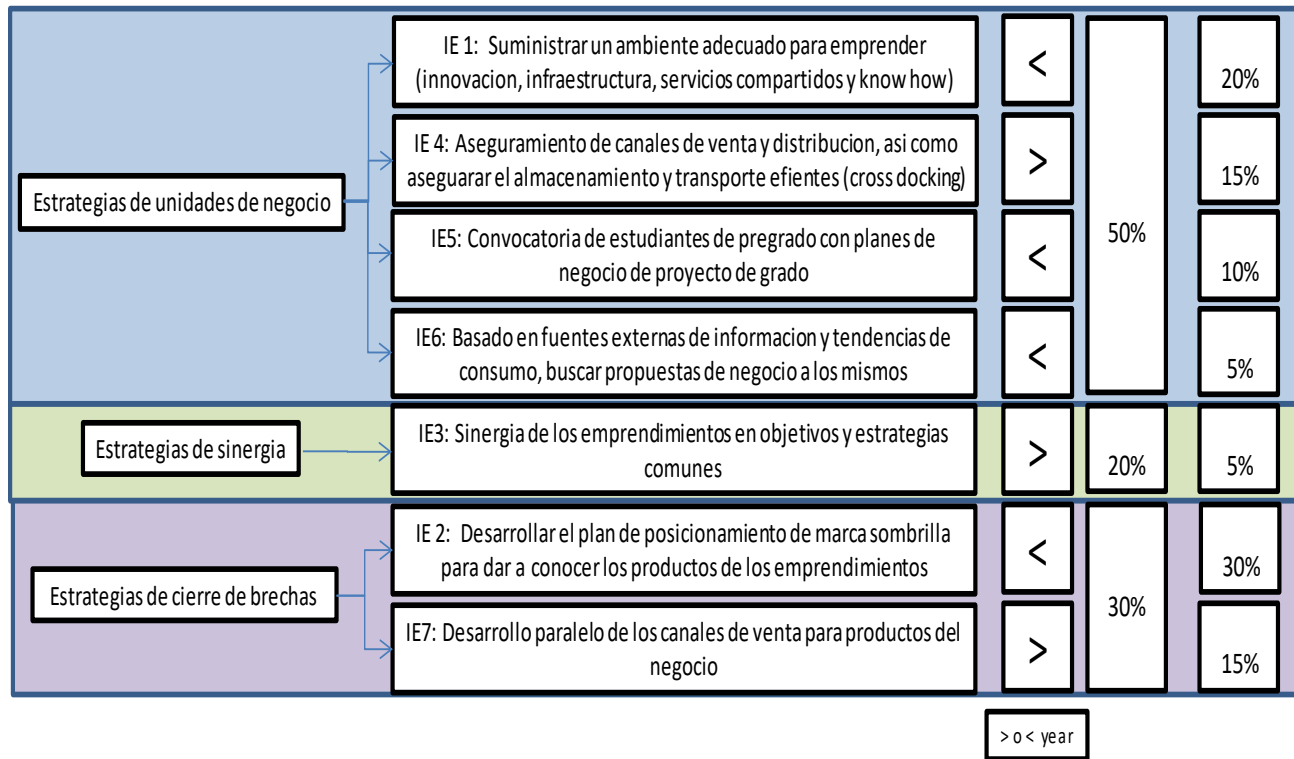 IE 1: Suministrar un ambiente adecuado para emprender
(innovacion, infraestructura, servicios compartidos y know how)
<
20%
IE 4: Aseguramiento de canales de venta y distribucion, asi como
aseguarar el almacenamiento y transporte efientes (cross docking)
>
15%
Estrategias de unidades de negocio
50%
IE5: Convocatoria de estudiantes de pregrado con planes de
negocio de proyecto de grado
<
10%
IE6: Basado en fuentes externas de informacion y tendencias de
consumo, buscar propuestas de negocio a los mismos
<
5%
Estrategias de sinergia
IE3: Sinergia de los emprendimientos en objetivos y estrategias
comunes
>
20%
5%
IE 2: Desarrollar el plan de posicionamiento de marca sombrilla
para dar a conocer los productos de los emprendimientos
<
30%
Estrategias de cierre de brechas
30%
IE7: Desarrollo paralelo de los canales de venta para productos del
negocio
>
15%
> o < year